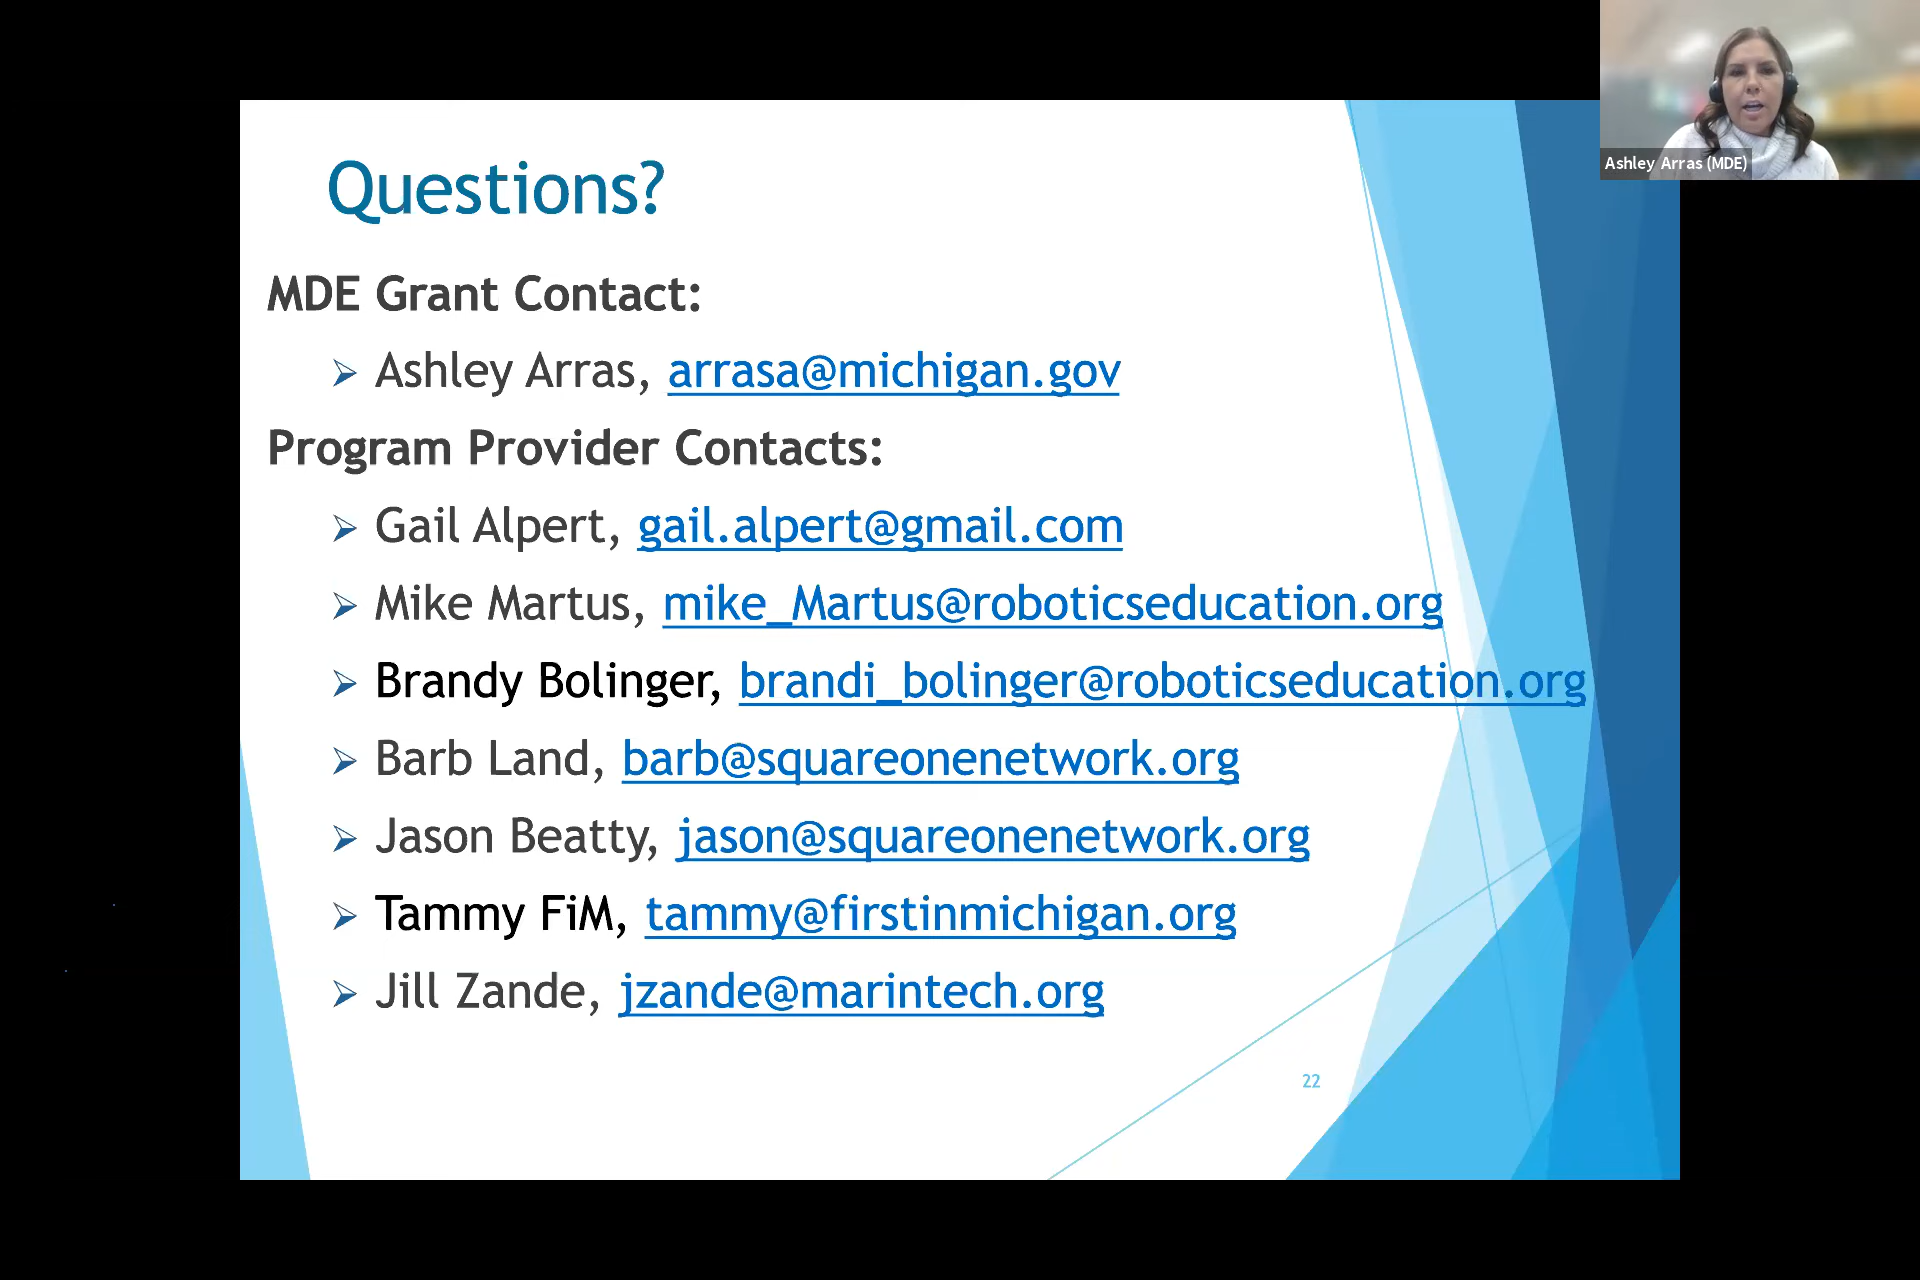 Ashley Arras (MDE)
Questions?
MDE Grant Contact:
Ashley Arras, arrasa@michigan.gov
Program Provider Contacts:
Gail Alpert, gail.alpert@gmail.com
Mike Martus, mike_Martus@roboticseducation.org
Brandy Bolinger, brandi_bolinger@roboticseducation.org
Barb Land, barb@squareonenetwork.org
Jason Beatty, jason@squareonenetwork.org
Tammy FiM, tammy@firstinmichigan.org
Jill Zande, jzande@marintech.org
22